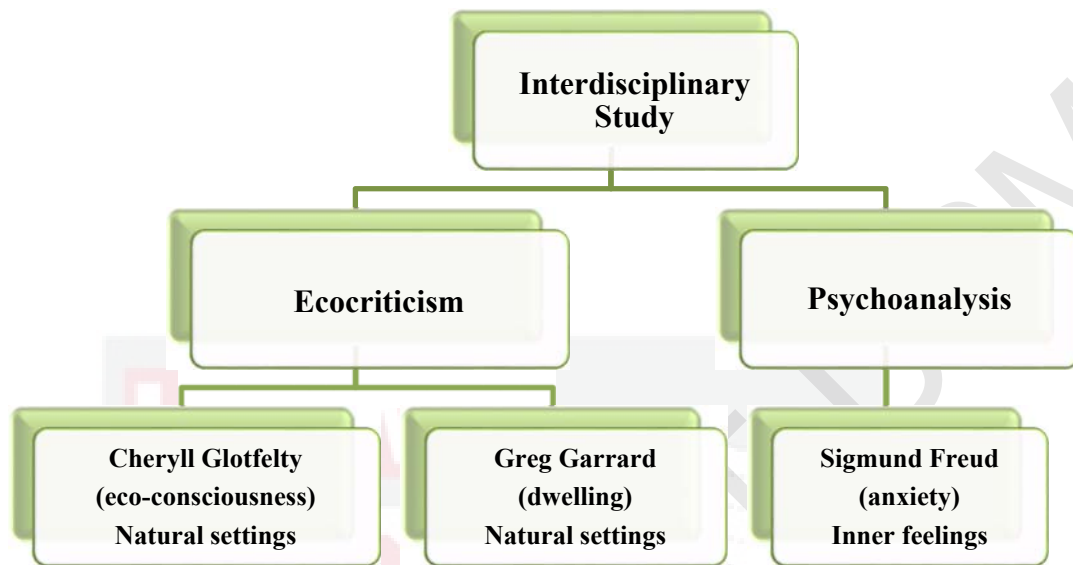 Interdisciplinary
Study
Ecocriticism
Psychoanalysis
Cheryll Glotfelty
(eco-consciousness)
Natural settings
Greg Garrard
(dwelling)
Natural settings
Sigmund Freud
(anxiety)
Inner feelings